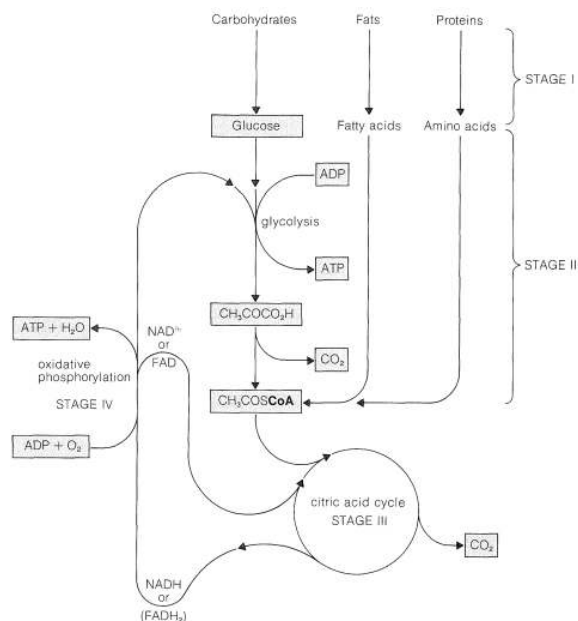 Carbohydrates Fats Proteins
STAGE I
Glucose Fatty acids Amino acids
ADP
glycolysis
STAGE II
ATP
CH₃COCO₂H
ATP + H₂O
NAD⁺
or
FAD
CO₂
oxidative
phosphorylation
CH₃COSCoA
STAGE IV
ADP + O₂
citric acid cycle
STAGE III
CO₂
NADH
or
(FADH₂)